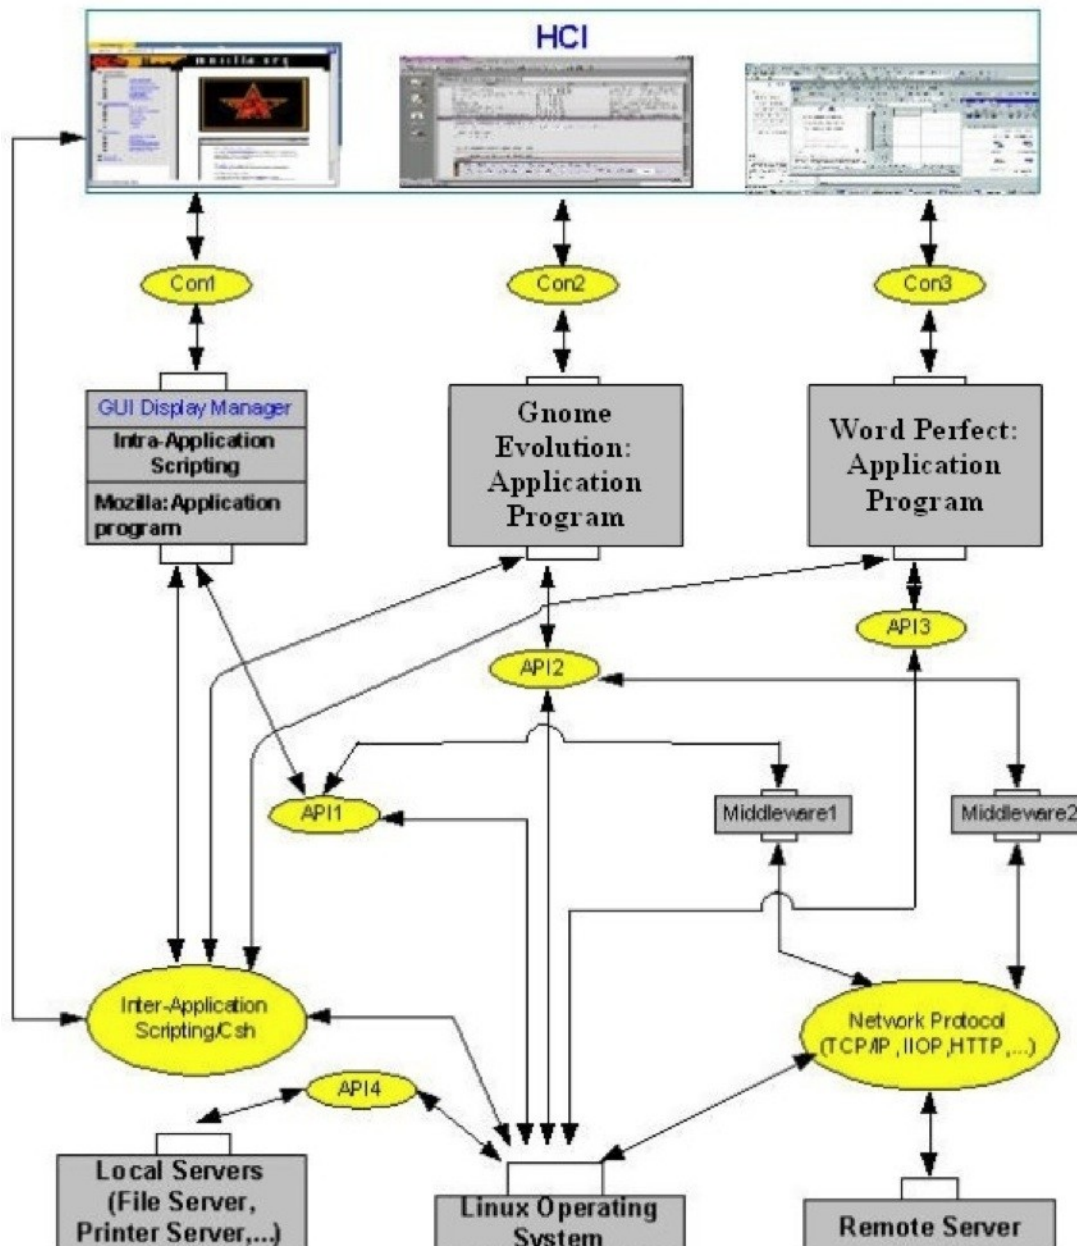 HCI
mozilla.org
Con1
Con2
Con3
GUI Display Manager
Intra-Application
Scripting
Mozilla: Application
program
Gnome
Evolution:
Application
Program
Word Perfect:
Application
Program
API3
API2
API1
Middleware1
Middleware2
Inter-Application
Scripting/Csh
Network Protocol
(TCP/IP,IIOP,HTTP,...)
API4
Local Servers
(File Server,
Printer Server,...)
Linux Operating
System
Remote Server